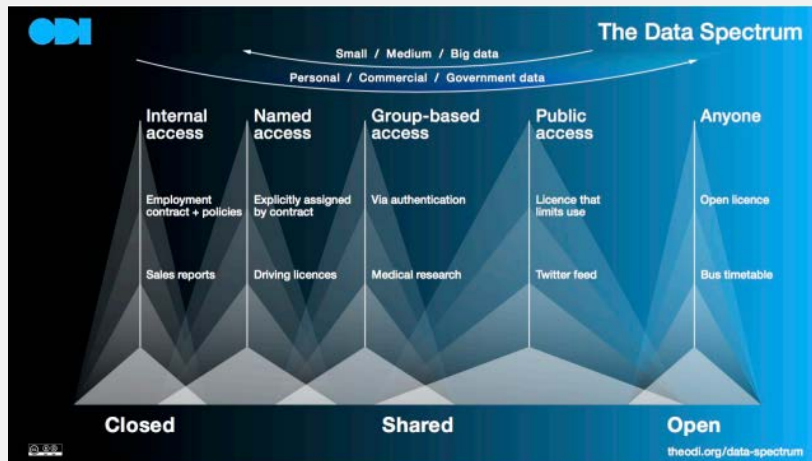 ODI
The Data Spectrum
Small / Medium / Big data
Personal / Commercial / Government data
Internal
access
Named
access
Group-based
access
Public
access
Anyone
Employment
contract + policies
Explicitly assigned
by contract
Via authentication
Licence that
limits use
Open licence
Sales reports
Driving licences
Medical research
Twitter feed
Bus timetable
Closed
Shared
Open
theodi.org/data-spectrum